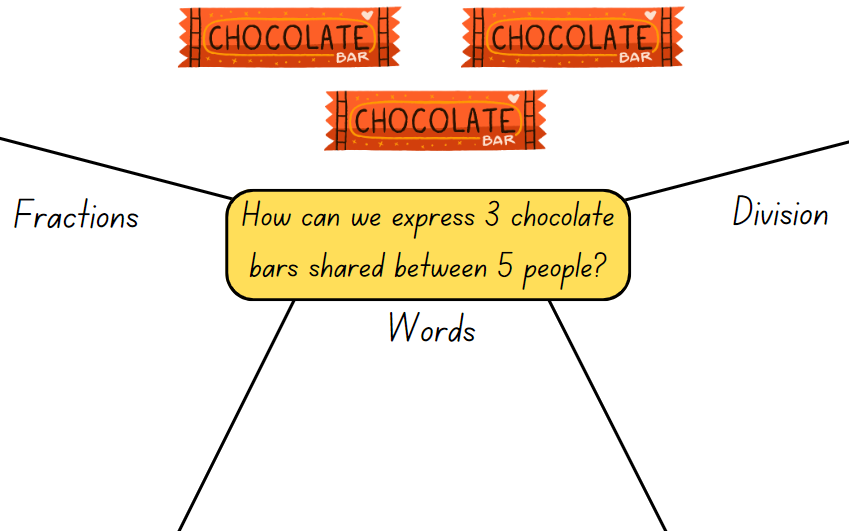 CHOCOLATE
BAR
CHOCOLATE
BAR
CHOCOLATE
BAR
Fractions
How can we express 3 chocolate
bars shared between 5 people?
Division
Words